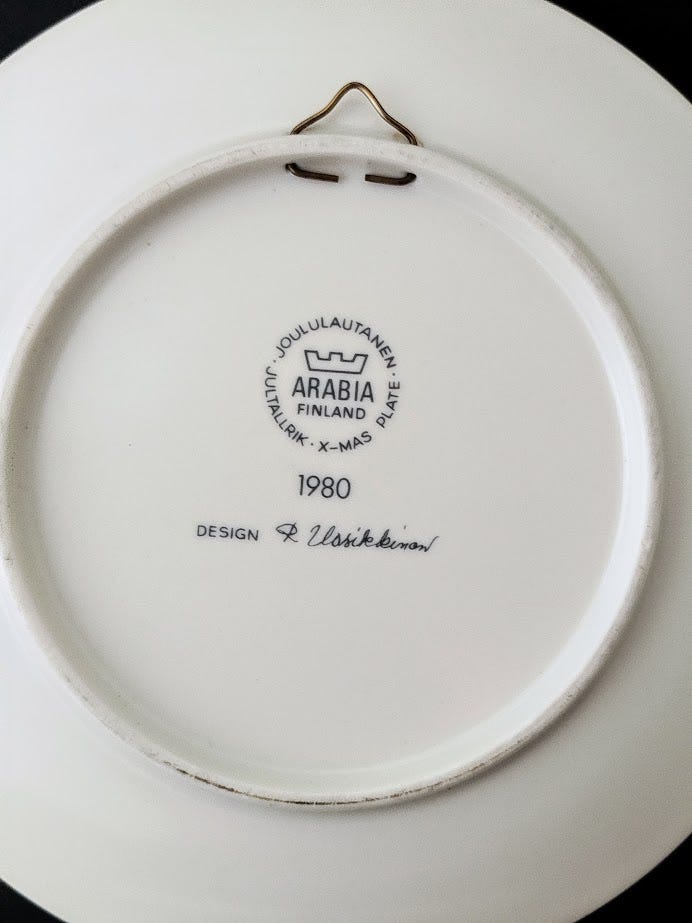 JOULULAUTANEN · X-MAS PLATE · JULTALLRIK ·
ARABIA
FINLAND
1980
DESIGN R Uosikkinen